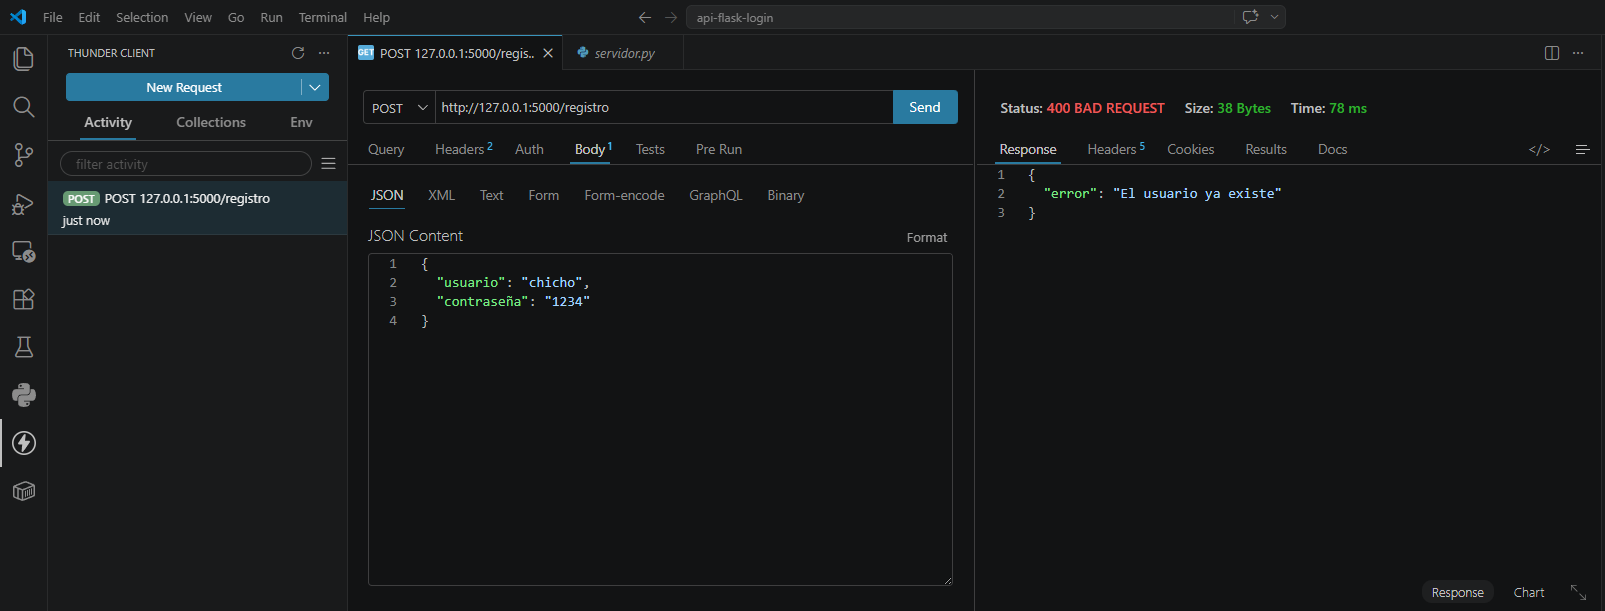 File Edit Selection View Go Run Terminal Help
api-flask-login
THUNDER CLIENT
New Request
Activity Collections Env
filter activity
POST POST 127.0.0.1:5000/registro
just now
GET POST 127.0.0.1:5000/regis..
servidor.py
POST http://127.0.0.1:5000/registro Send
Query Headers 2 Auth Body 1 Tests Pre Run
JSON XML Text Form Form-encode GraphQL Binary
JSON Content Format
1 {
2 "usuario": "chicho",
3 "contraseña": "1234"
4 }
Status: 400 BAD REQUEST Size: 38 Bytes Time: 78 ms
Response Headers 5 Cookies Results Docs </>
1 {
2 "error": "El usuario ya existe"
3 }
Response Chart